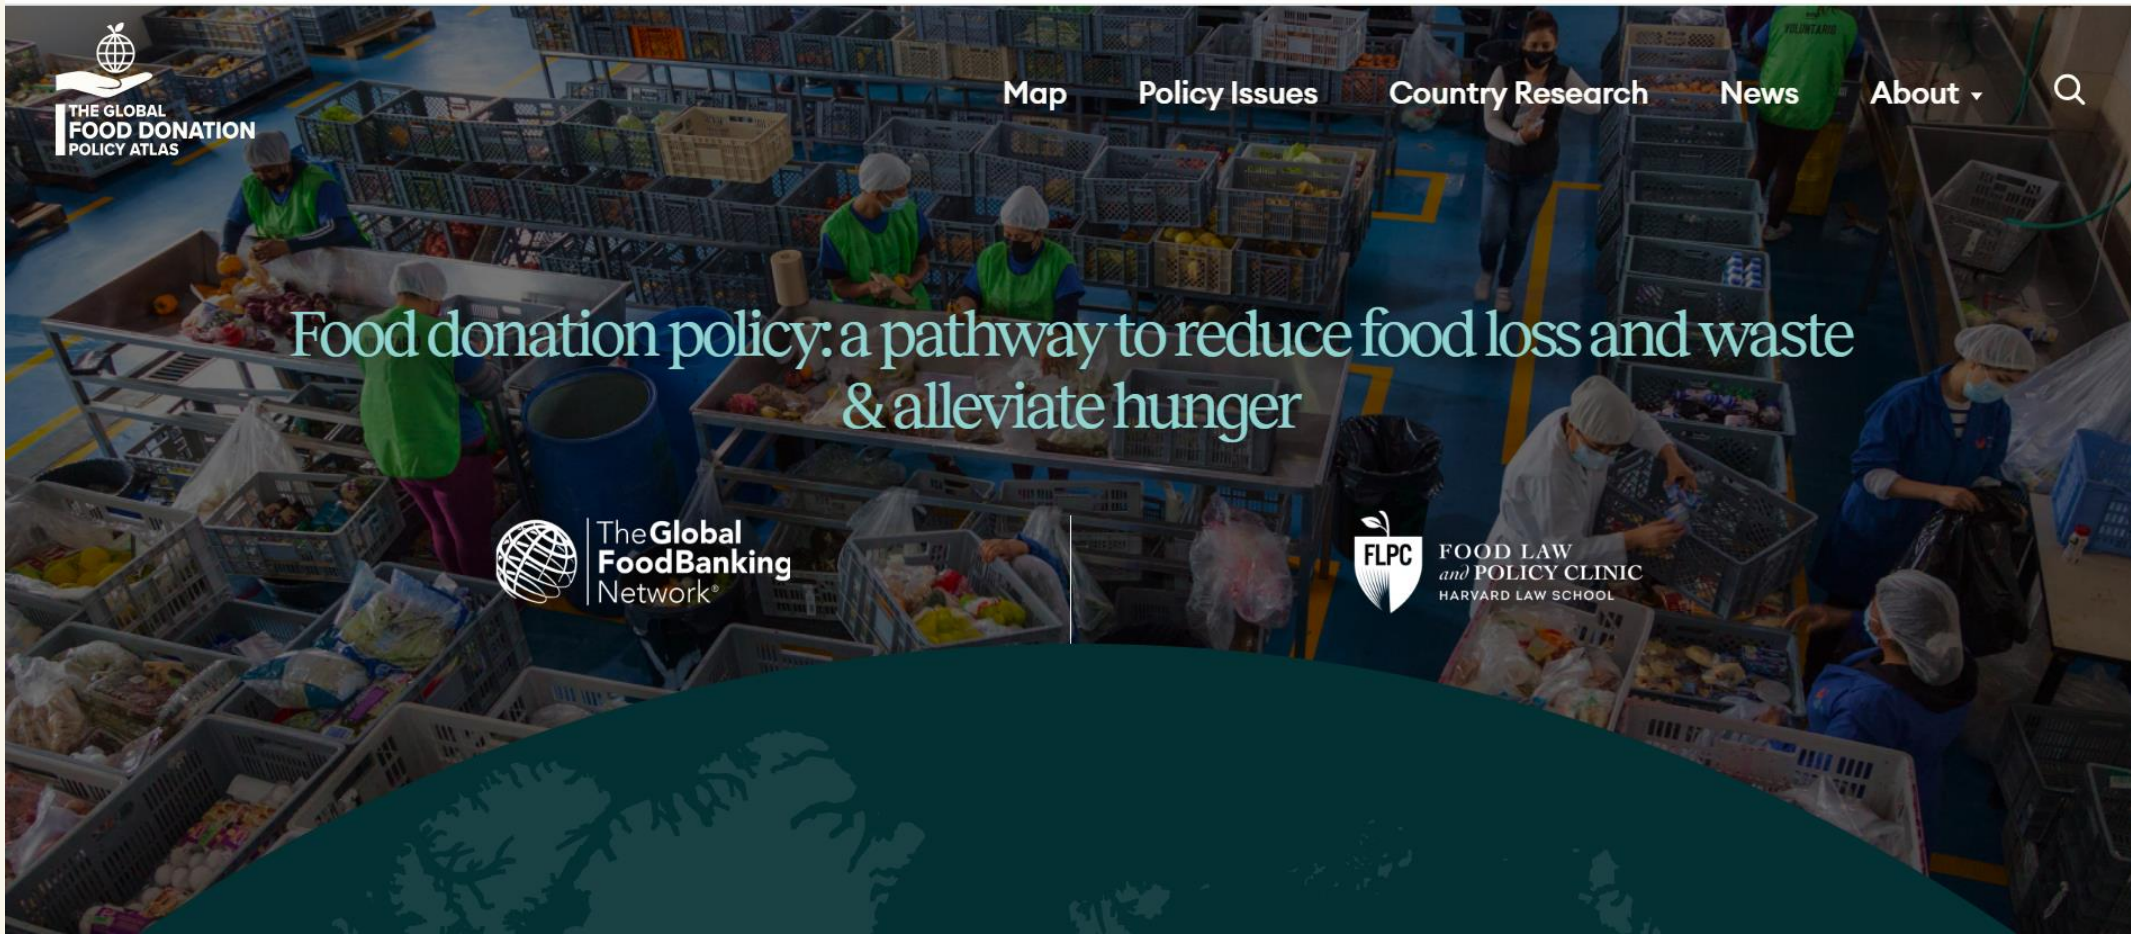 THE GLOBAL
FOOD DONATION
POLICY ATLAS
Map
Policy Issues
Country Research
News
About
VOLUNTARIO
Food donation policy: a pathway to reduce food loss and waste
& alleviate hunger
The Global
FoodBanking
Network®
FLPC
FOOD LAW
and POLICY CLINIC
HARVARD LAW SCHOOL